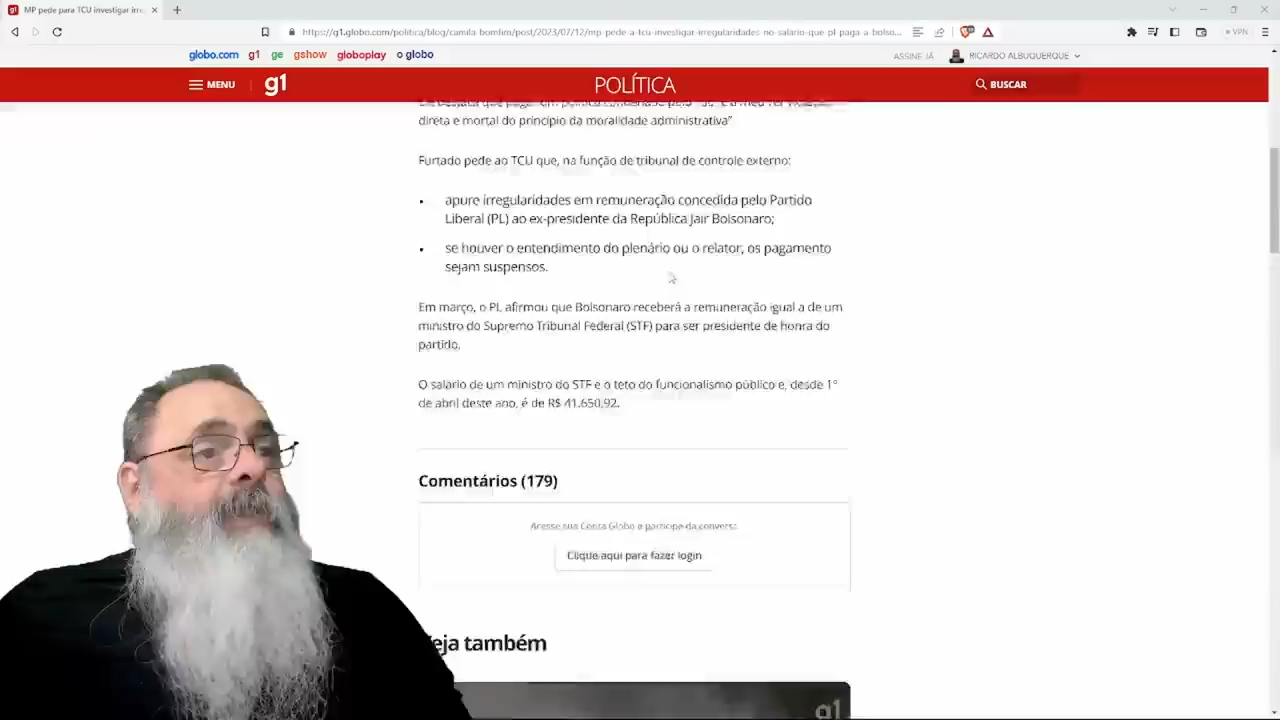 MP pede para TCU investigar irre
https://g1.globo.com/politica/blog/camila-bomfim/post/2023/07/12/mp-pede-a-tcu-investigar-irregularidades-no-salario-que-pl-paga-a-bolso...
VPN
globo.com g1 ge gshow globoplay o globo
ASSINE JÁ
RICARDO ALBUQUERQUE
MENU
g1
POLÍTICA
BUSCAR
direta e mortal do princípio da moralidade administrativa"
Furtado pede ao TCU que, na função de tribunal de controle externo:
• apure irregularidades em remuneração concedida pelo Partido
Liberal (PL) ao ex-presidente da República Jair Bolsonaro;
• se houver o entendimento do plenário ou o relator, os pagamento
sejam suspensos.
Em março, o PL afirmou que Bolsonaro receberá a remuneração igual a de um
ministro do Supremo Tribunal Federal (STF) para ser presidente de honra do
partido.
O salário de um ministro do STF é o teto do funcionalismo público e, desde 1°
de abril deste ano, é de R$ 41.650,92.
Comentários (179)
Acesse sua Conta Globo e participe da conversa
Clique aqui para fazer login
eja também
g1